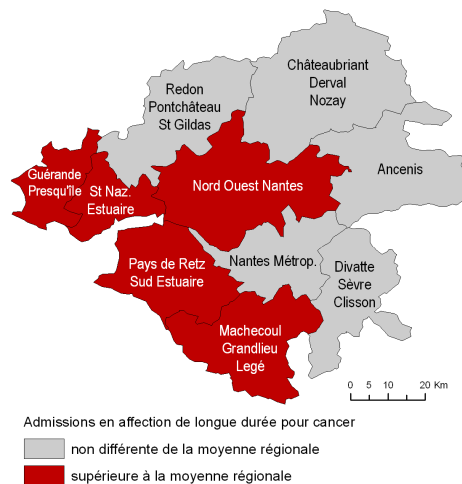 Châteaubriant
Derval
Nozay
Redon
Pontchâteau
St Gildas
Ancenis
Guérande
Presqu'île
St Naz.
Estuaire
Nord Ouest Nantes
Pays de Retz
Sud Estuaire
Nantes Métrop.
Divatte
Sèvre
Clisson
Machecoul
Grandlieu
Legé
0 5 10 20 Km
Admissions en affection de longue durée pour cancer
non différente de la moyenne régionale
supérieure à la moyenne régionale